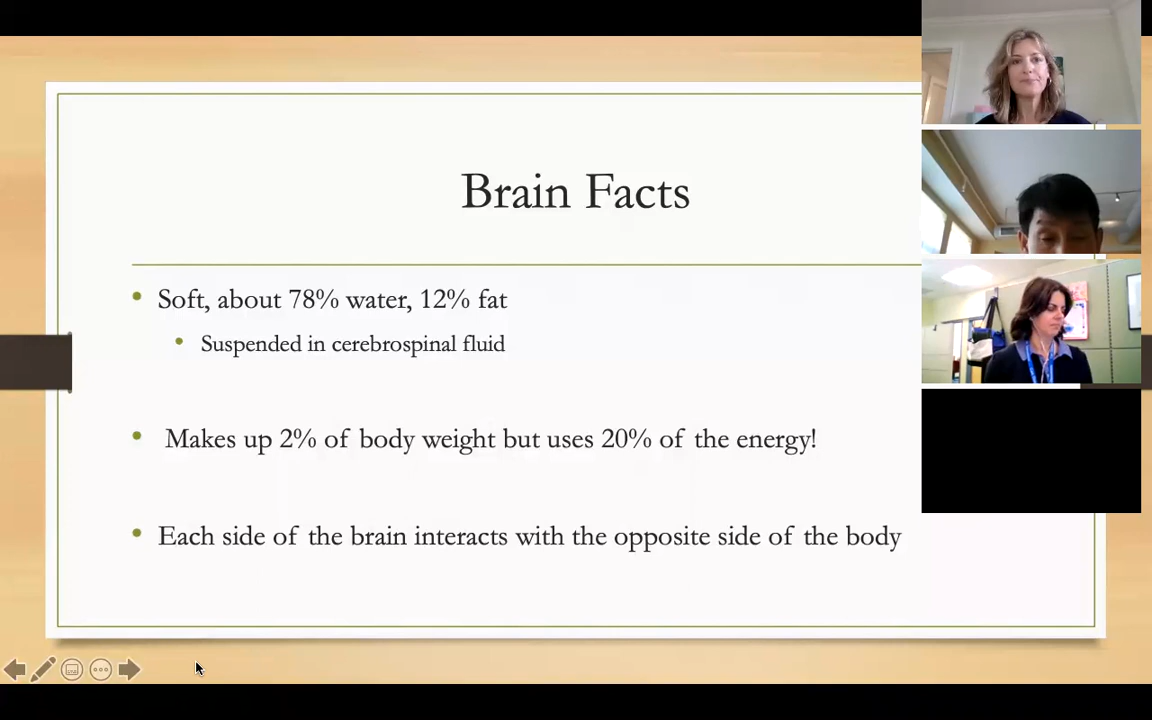 Brain Facts
Soft, about 78% water, 12% fat
Suspended in cerebrospinal fluid
Makes up 2% of body weight but uses 20% of the energy!
Each side of the brain interacts with the opposite side of the body